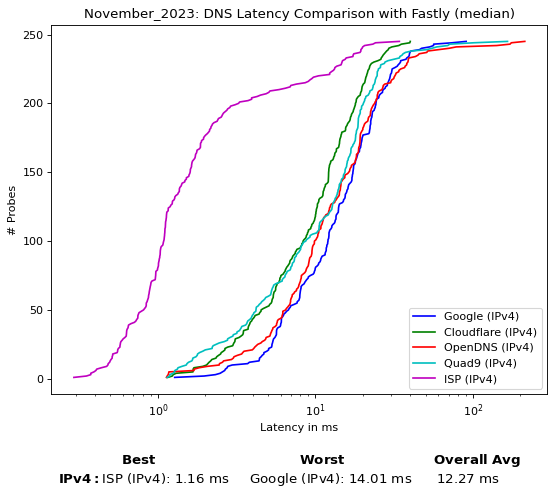 November_2023: DNS Latency Comparison with Fastly (median)
250
200
150
100
50
0
# Probes
10⁰
10¹
10²
Latency in ms
Google (IPv4)
Cloudflare (IPv4)
OpenDNS (IPv4)
Quad9 (IPv4)
ISP (IPv4)
Best Worst Overall Avg
IPv4: ISP (IPv4): 1.16 ms Google (IPv4): 14.01 ms 12.27 ms